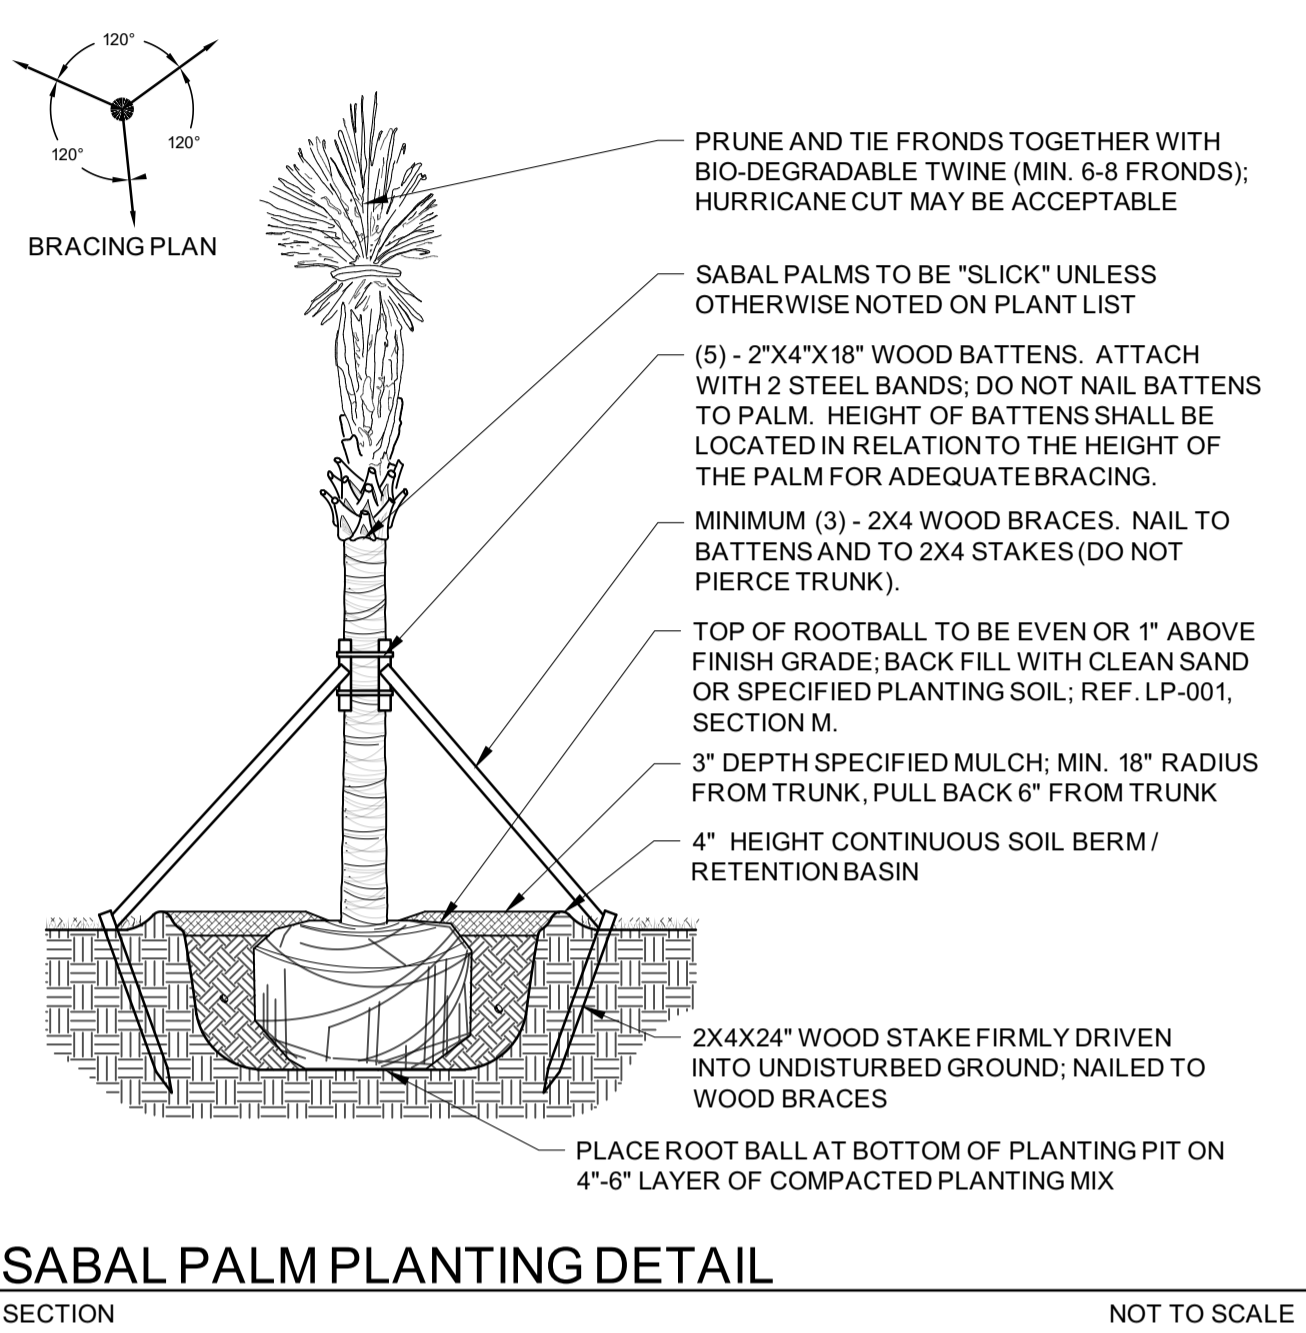 120°
120°
120°
BRACING PLAN
PRUNE AND TIE FRONDS TOGETHER WITH
BIO-DEGRADABLE TWINE (MIN. 6-8 FRONDS);
HURRICANE CUT MAY BE ACCEPTABLE
SABAL PALMS TO BE "SLICK" UNLESS
OTHERWISE NOTED ON PLANT LIST
(5) - 2"X4"X18" WOOD BATTENS. ATTACH
WITH 2 STEEL BANDS; DO NOT NAIL BATTENS
TO PALM. HEIGHT OF BATTENS SHALL BE
LOCATED IN RELATION TO THE HEIGHT OF
THE PALM FOR ADEQUATE BRACING.
MINIMUM (3) - 2X4 WOOD BRACES. NAIL TO
BATTENS AND TO 2X4 STAKES (DO NOT
PIERCE TRUNK).
TOP OF ROOTBALL TO BE EVEN OR 1" ABOVE
FINISH GRADE; BACK FILL WITH CLEAN SAND
OR SPECIFIED PLANTING SOIL; REF. LP-001,
SECTION M.
3" DEPTH SPECIFIED MULCH; MIN. 18" RADIUS
FROM TRUNK, PULL BACK 6" FROM TRUNK
4" HEIGHT CONTINUOUS SOIL BERM /
RETENTION BASIN
2X4X24" WOOD STAKE FIRMLY DRIVEN
INTO UNDISTURBED GROUND; NAILED TO
WOOD BRACES
PLACE ROOT BALL AT BOTTOM OF PLANTING PIT ON
4"-6" LAYER OF COMPACTED PLANTING MIX
SABAL PALM PLANTING DETAIL
SECTION
NOT TO SCALE